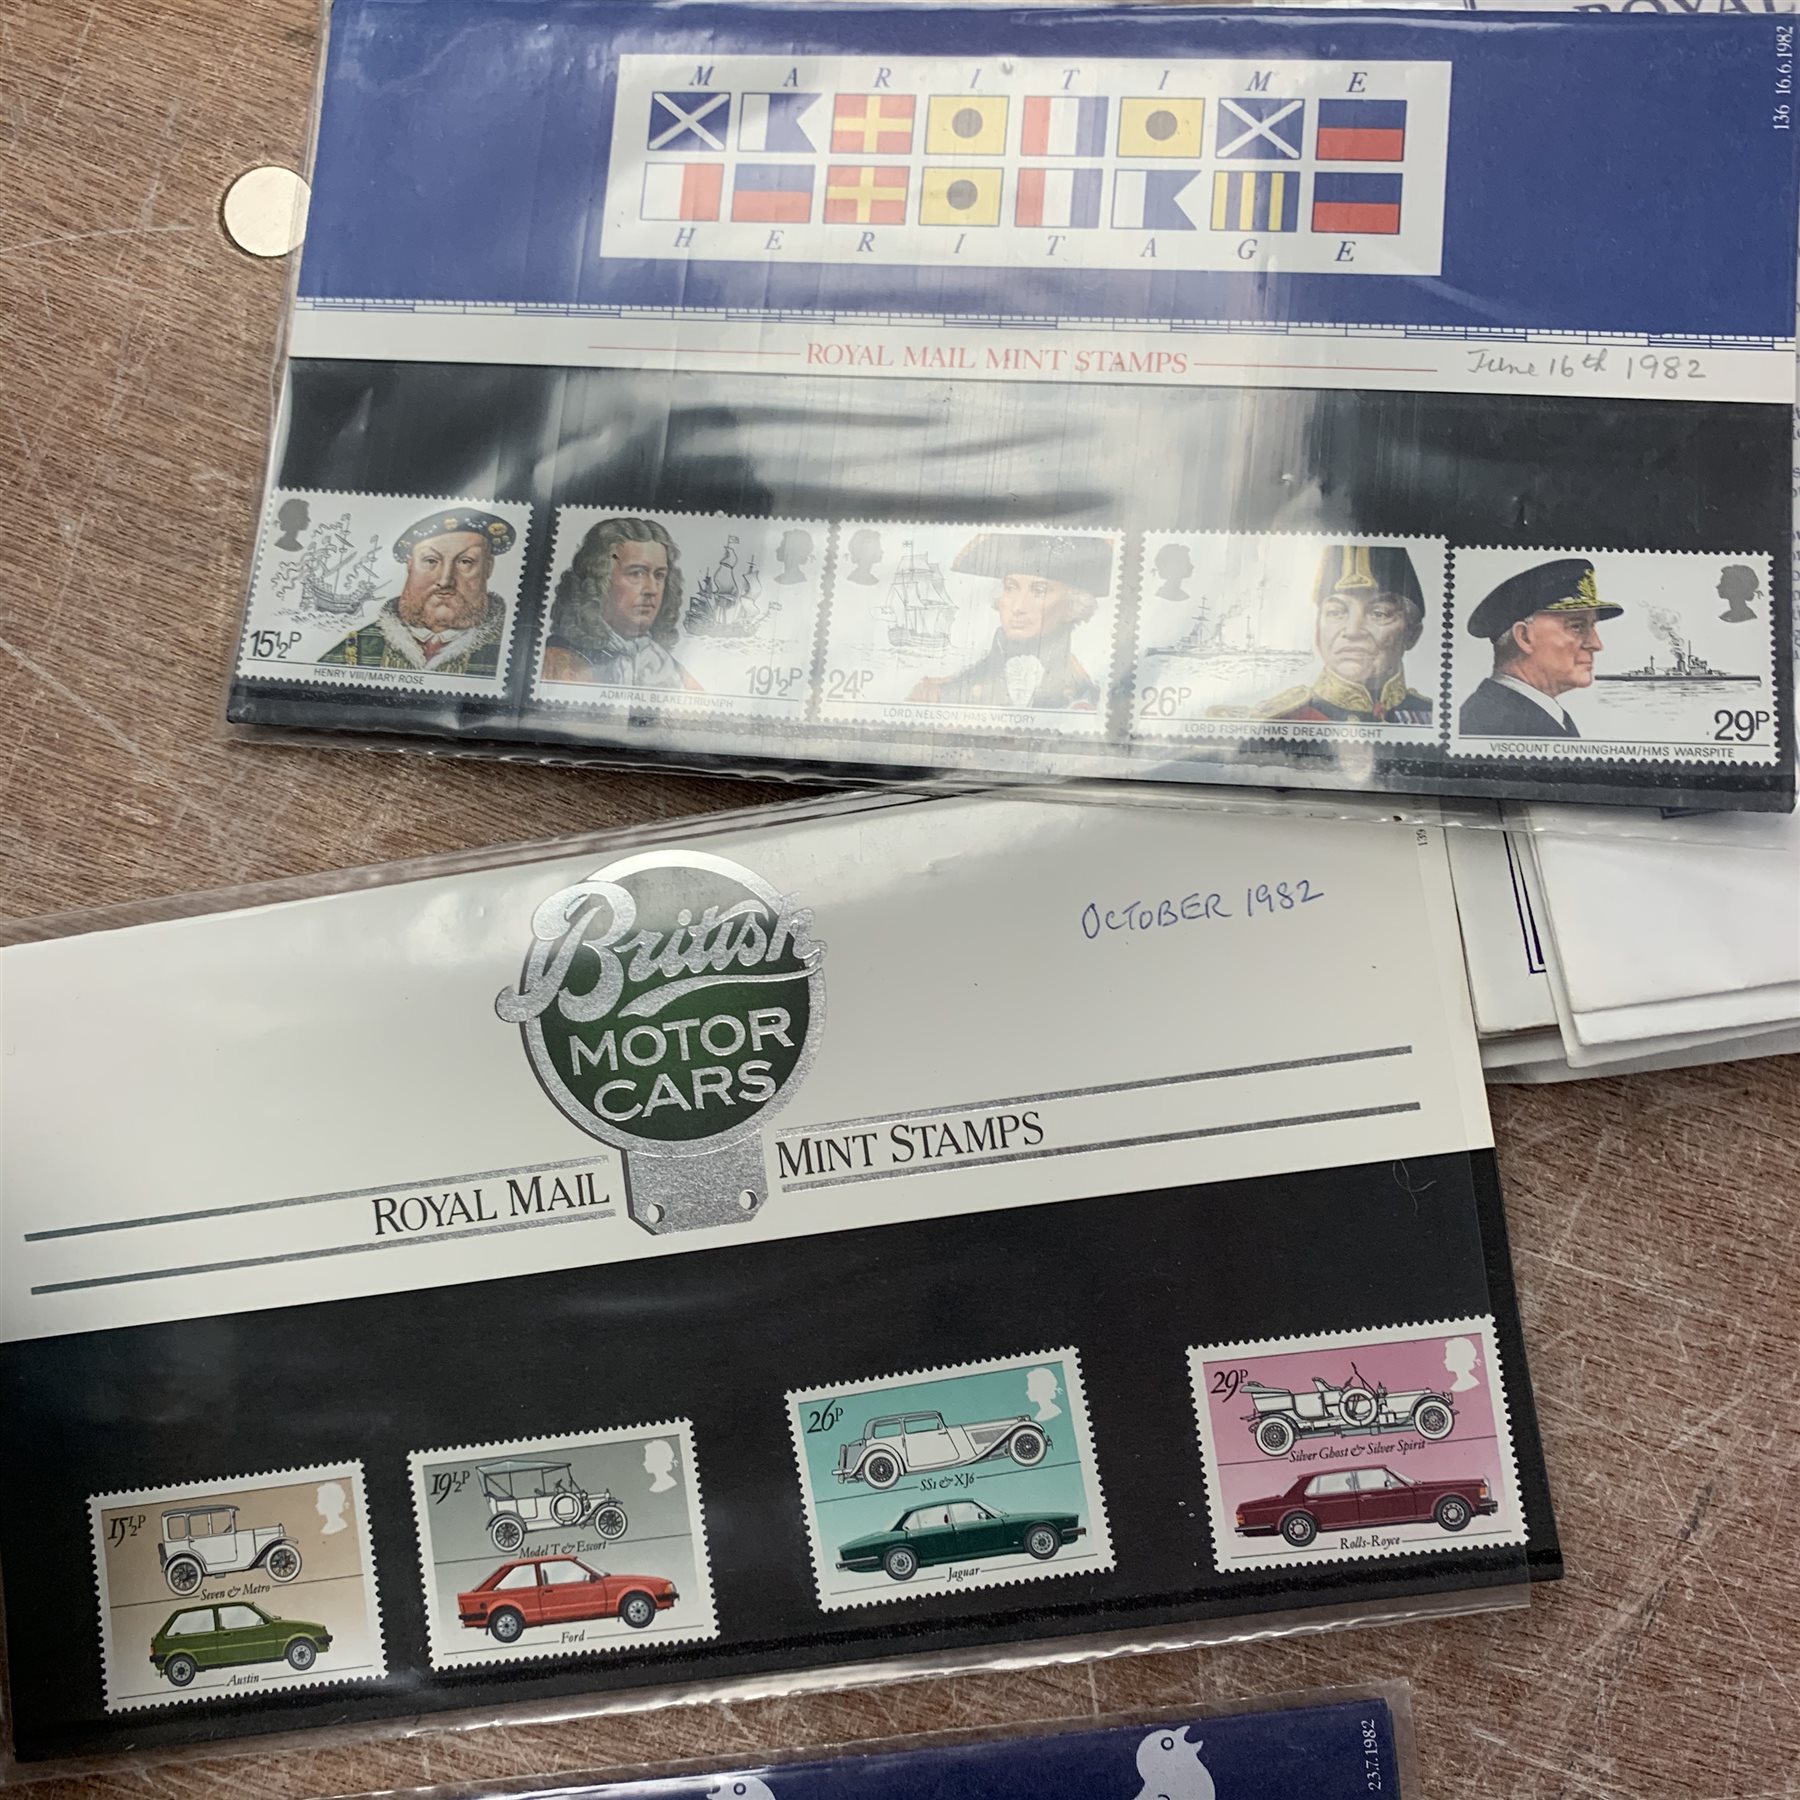 ROYAL
136 16.6.1982
M A R I T I M E
H E R I T A G E
ROYAL MAIL MINT STAMPS
June 16th 1982
15½P
HENRY VIII/MARY ROSE
ADMIRAL BLAKE/TRIUMPH
19½P
24P
LORD NELSON/HMS VICTORY
26P
LORD FISHER/HMS DREADNOUGHT
29P
VISCOUNT CUNNINGHAM/HMS WARSPITE
139
British
MOTOR
CARS
OCTOBER 1982
ROYAL MAIL MINT STAMPS
15½P
Seven & Metro
Austin
19½P
Model T & Escort
Ford
26P
SS1 & XJ6
Jaguar
29P
Silver Ghost & Silver Spirit
Rolls-Royce
23.7.1982